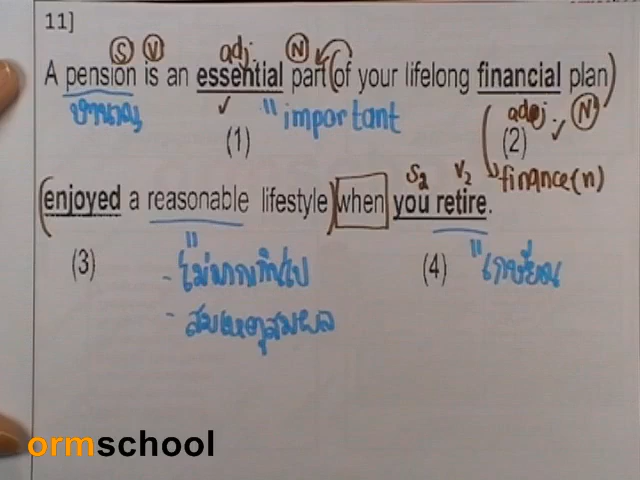 11]
S V adj. N
A pension is an essential part (of your lifelong financial plan)
บำนาญ ✓ " important adj. ✓ N
(1) (2)
S2 V2 finance(n)
(enjoyed a reasonable lifestyle) when you retire.
(3) " (4) " เกษียณ
- ไม่มากเกินไป
- สมเหตุสมผล
ormschool